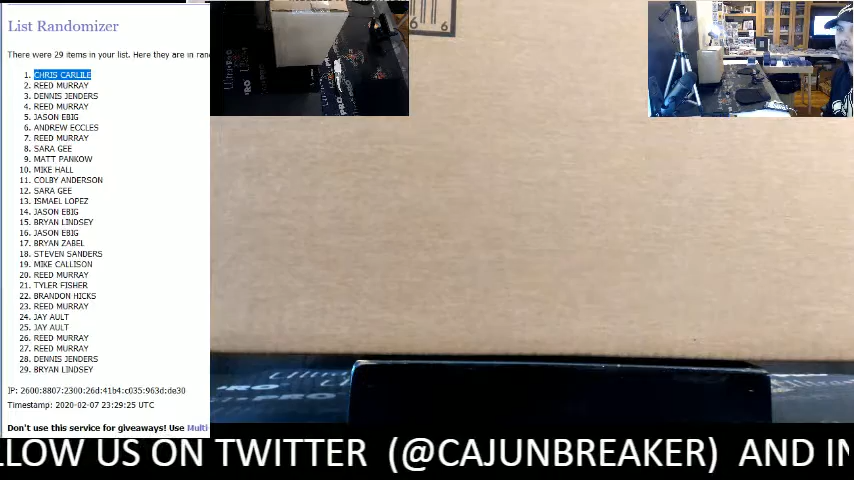 List Randomizer
There were 29 items in your list. Here they are in ran
1. CHRIS CARLILE
2. REED MURRAY
3. DENNIS JENDERS
4. REED MURRAY
5. JASON EBIG
6. ANDREW ECCLES
7. REED MURRAY
8. SARA GEE
9. MATT PANKOW
10. MIKE HALL
11. COLBY ANDERSON
12. SARA GEE
13. ISMAEL LOPEZ
14. JASON EBIG
15. BRYAN LINDSEY
16. JASON EBIG
17. BRYAN ZABEL
18. STEVEN SANDERS
19. MIKE CALLISON
20. REED MURRAY
21. TYLER FISHER
22. BRANDON HICKS
23. REED MURRAY
24. JAY AULT
25. JAY AULT
26. REED MURRAY
27. REED MURRAY
28. DENNIS JENDERS
29. BRYAN LINDSEY
IP: 2600:8807:2300:26d:41b4:c035:963d:de30
Timestamp: 2020-02-07 23:29:25 UTC
Don't use this service for giveaways! Use Multi
LLOW US ON TWITTER (@CAJUNBREAKER) AND IN